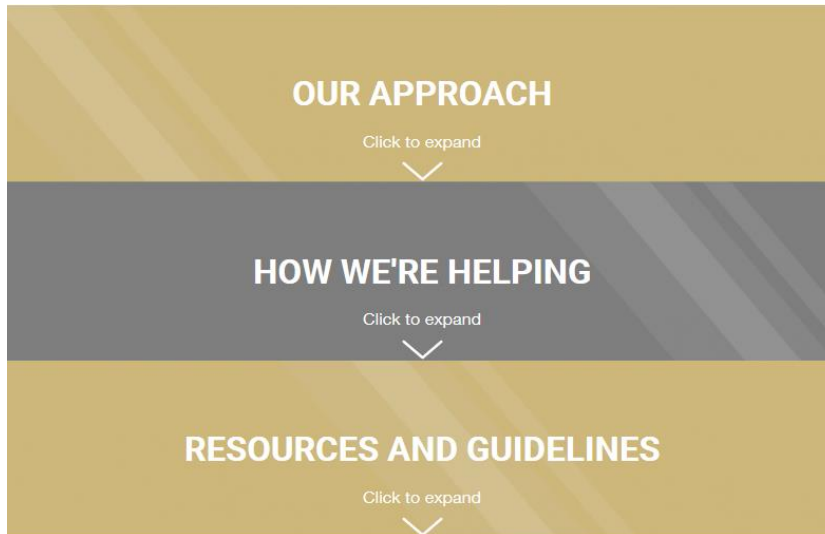 OUR APPROACH
Click to expand
HOW WE'RE HELPING
Click to expand
RESOURCES AND GUIDELINES
Click to expand